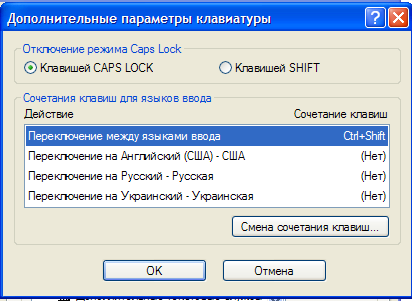 Дополнительные параметры клавиатуры
Отключение режима Caps Lock
Клавишей CAPS LOCK Клавишей SHIFT
Сочетания клавиш для языков ввода
Действие Сочетание клавиш
Переключение между языками ввода Ctrl+Shift
Переключение на Английский (США) - США (Нет)
Переключение на Русский - Русская (Нет)
Переключение на Украинский - Украинская (Нет)
Смена сочетания клавиш...
OK Отмена